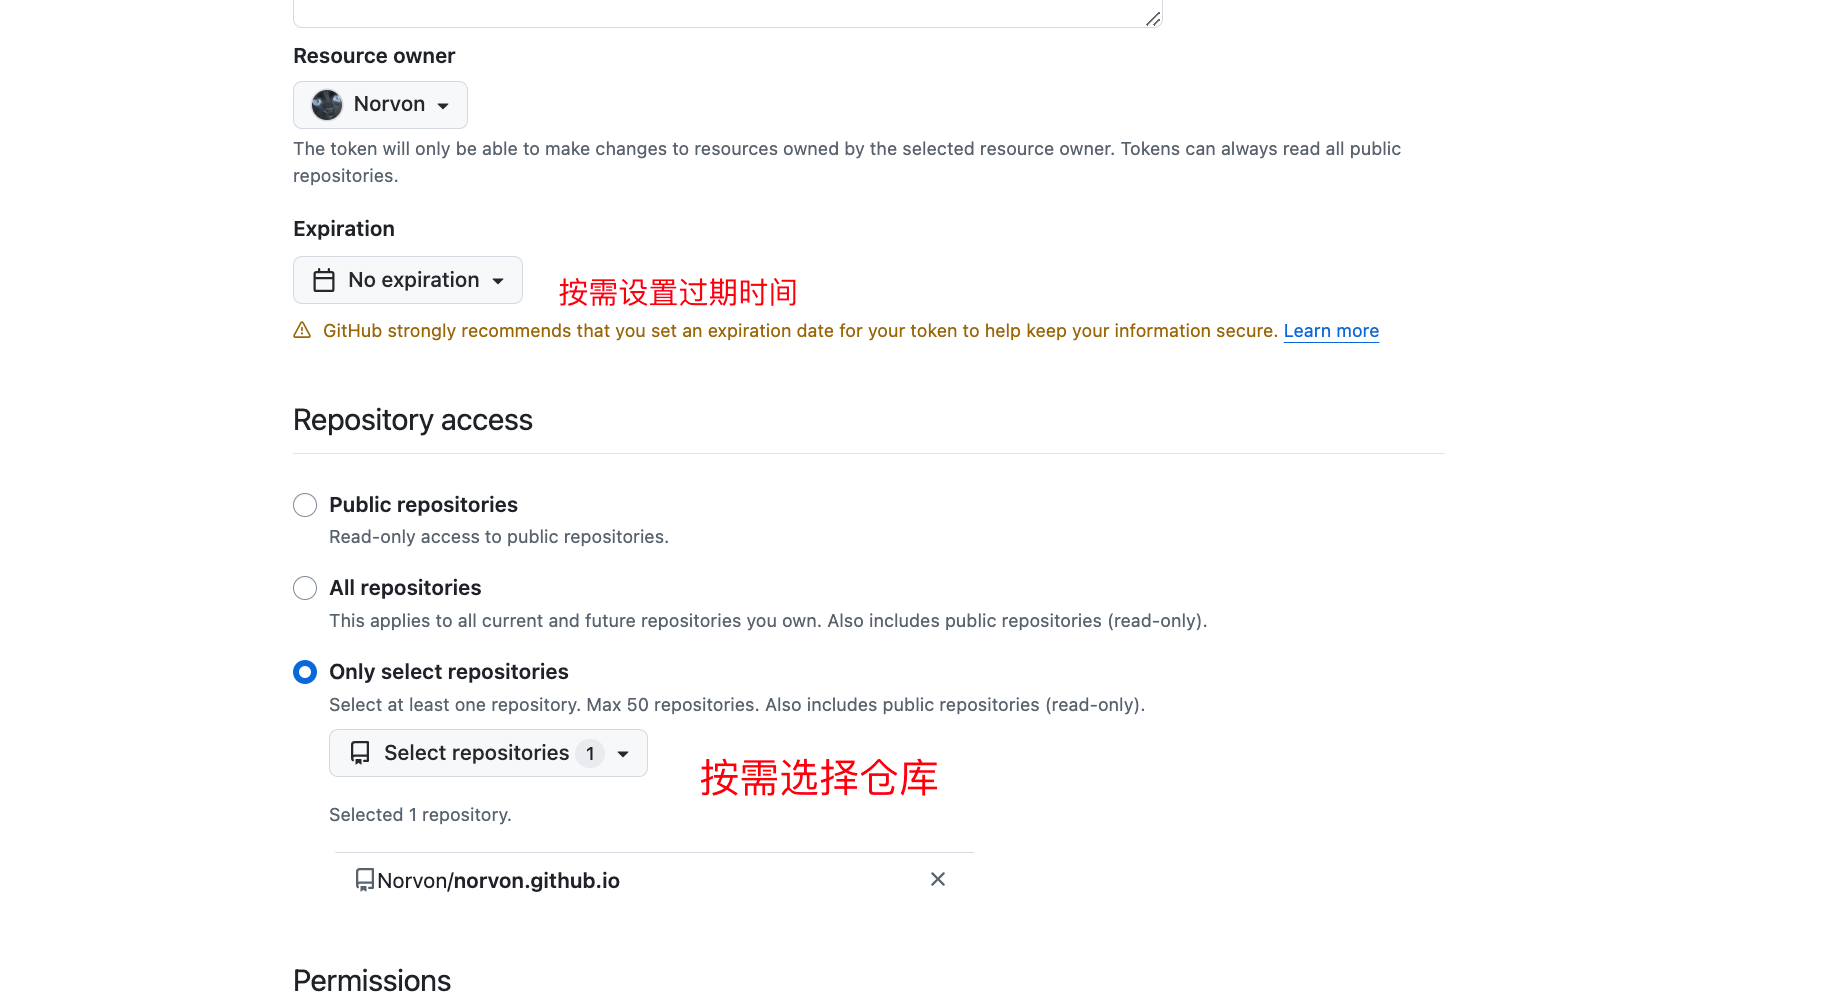 Resource owner
Norvon
The token will only be able to make changes to resources owned by the selected resource owner. Tokens can always read all public
repositories.
Expiration
No expiration
按需设置过期时间
GitHub strongly recommends that you set an expiration date for your token to help keep your information secure. Learn more
Repository access
Public repositories
Read-only access to public repositories.
All repositories
This applies to all current and future repositories you own. Also includes public repositories (read-only).
Only select repositories
Select at least one repository. Max 50 repositories. Also includes public repositories (read-only).
Select repositories 1
按需选择仓库
Selected 1 repository.
Norvon/norvon.github.io
Permissions